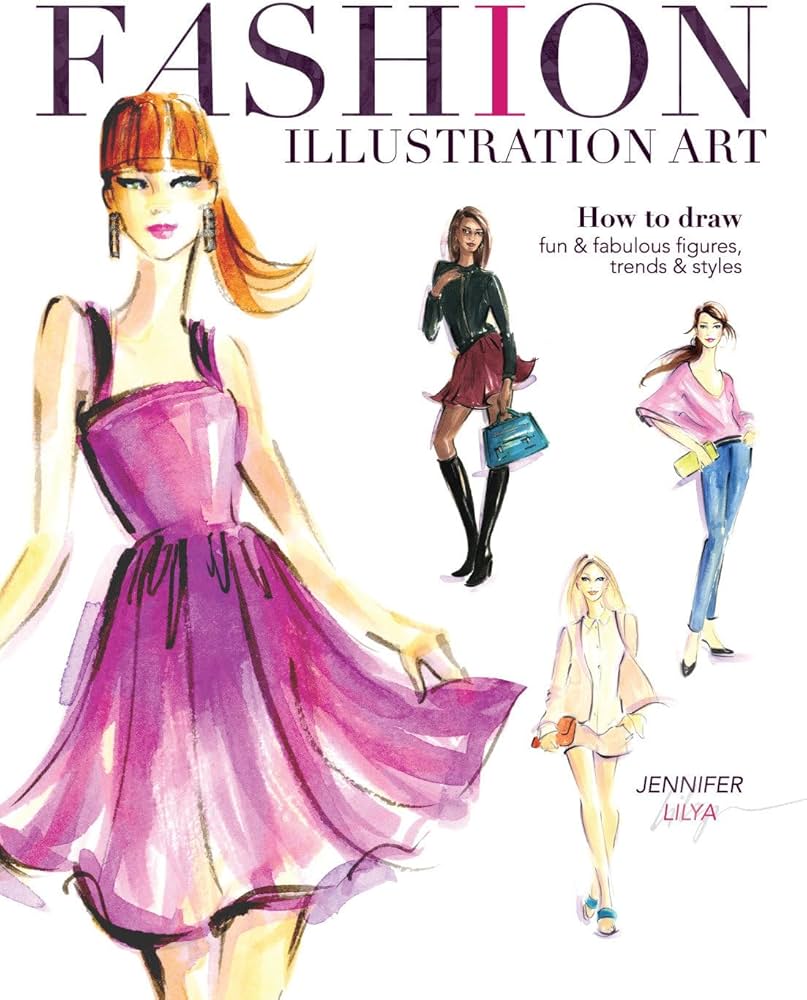 FASHION
ILLUSTRATION ART
How to draw
fun & fabulous figures,
trends & styles
JENNIFER
LILYA